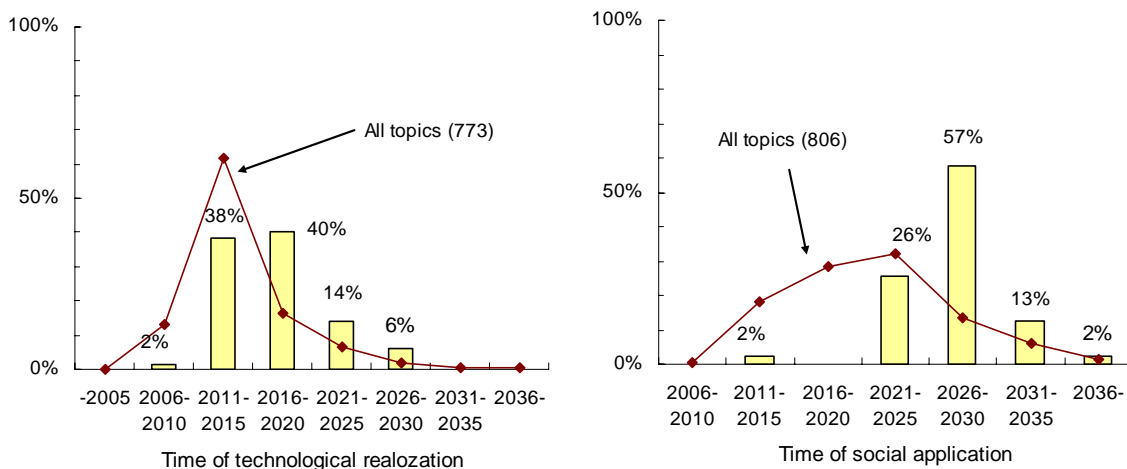 100%
All topics (773)
50%
38%
40%
14%
2%
6%
0%
-2005 2006- 2011- 2016- 2021- 2026- 2031- 2036-
2010 2015 2020 2025 2030 2035
Time of technological realozation
100%
57%
All topics (806)
50%
26%
13%
2%
2%
0%
2006- 2011- 2016- 2021- 2026- 2031- 2036-
2010 2015 2020 2025 2030 2035
Time of social application